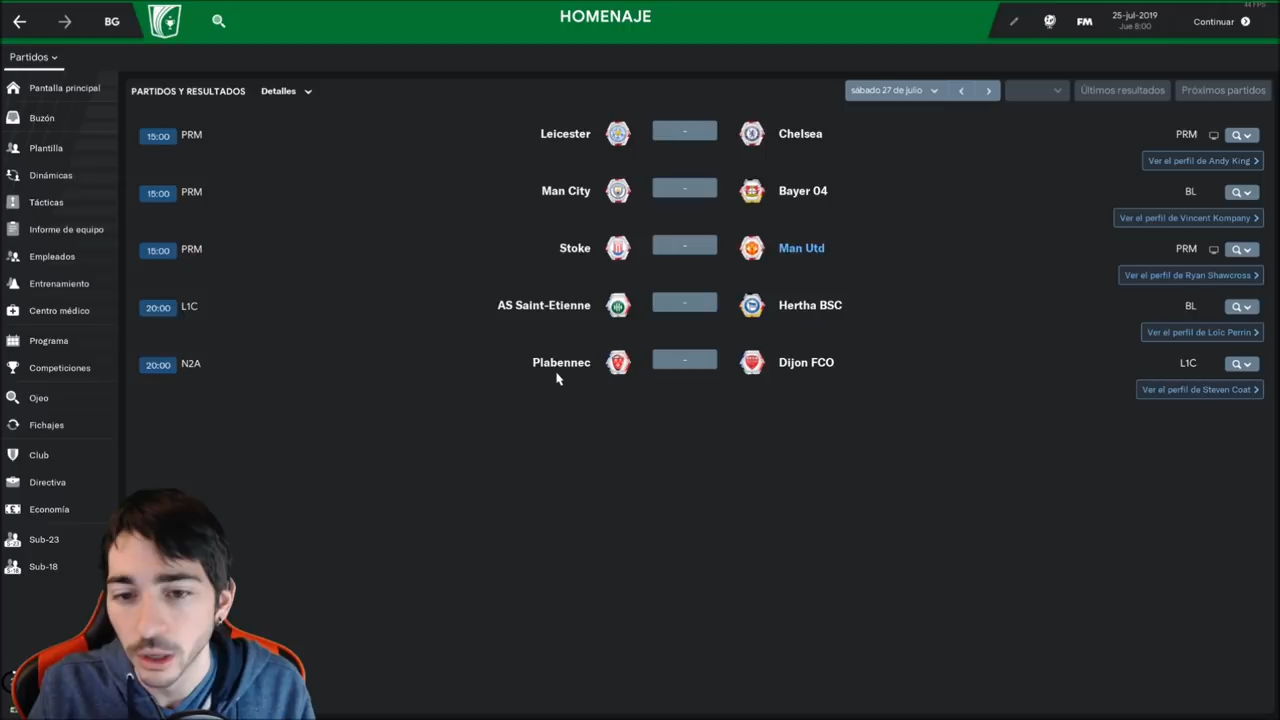 44 FPS
BG
HOMENAJE
FM
25-jul-2019
Jue 8:00
Continuar
Partidos
Pantalla principal
Buzón
Plantilla
Dinámicas
Tácticas
Informe de equipo
Empleados
Entrenamiento
Centro médico
Programa
Competiciones
Ojeo
Fichajes
Club
Directiva
Economía
Sub-23
Sub-18
PARTIDOS Y RESULTADOS
Detalles
sábado 27 de julio
Últimos resultados
Próximos partidos
15:00 PRM Leicester - Chelsea PRM
Ver el perfil de Andy King
15:00 PRM Man City - Bayer 04 BL
Ver el perfil de Vincent Kompany
15:00 PRM Stoke - Man Utd PRM
Ver el perfil de Ryan Shawcross
20:00 L1C AS Saint-Etienne - Hertha BSC BL
Ver el perfil de Loïc Perrin
20:00 N2A Plabennec - Dijon FCO L1C
Ver el perfil de Steven Coat